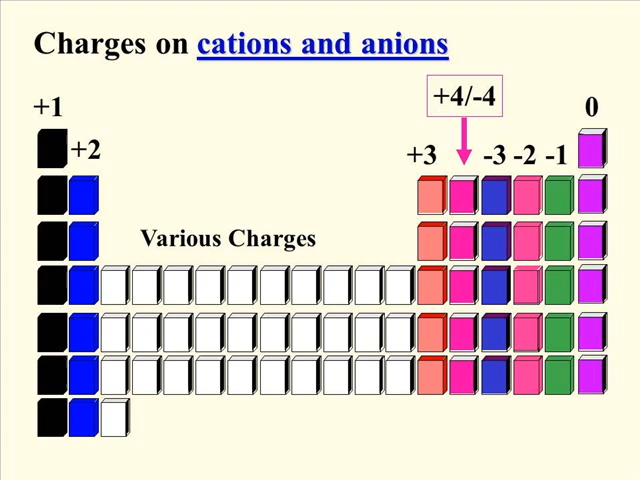 Charges on cations and anions
+4/-4
+1
0
+2
+3
-3 -2 -1
Various Charges